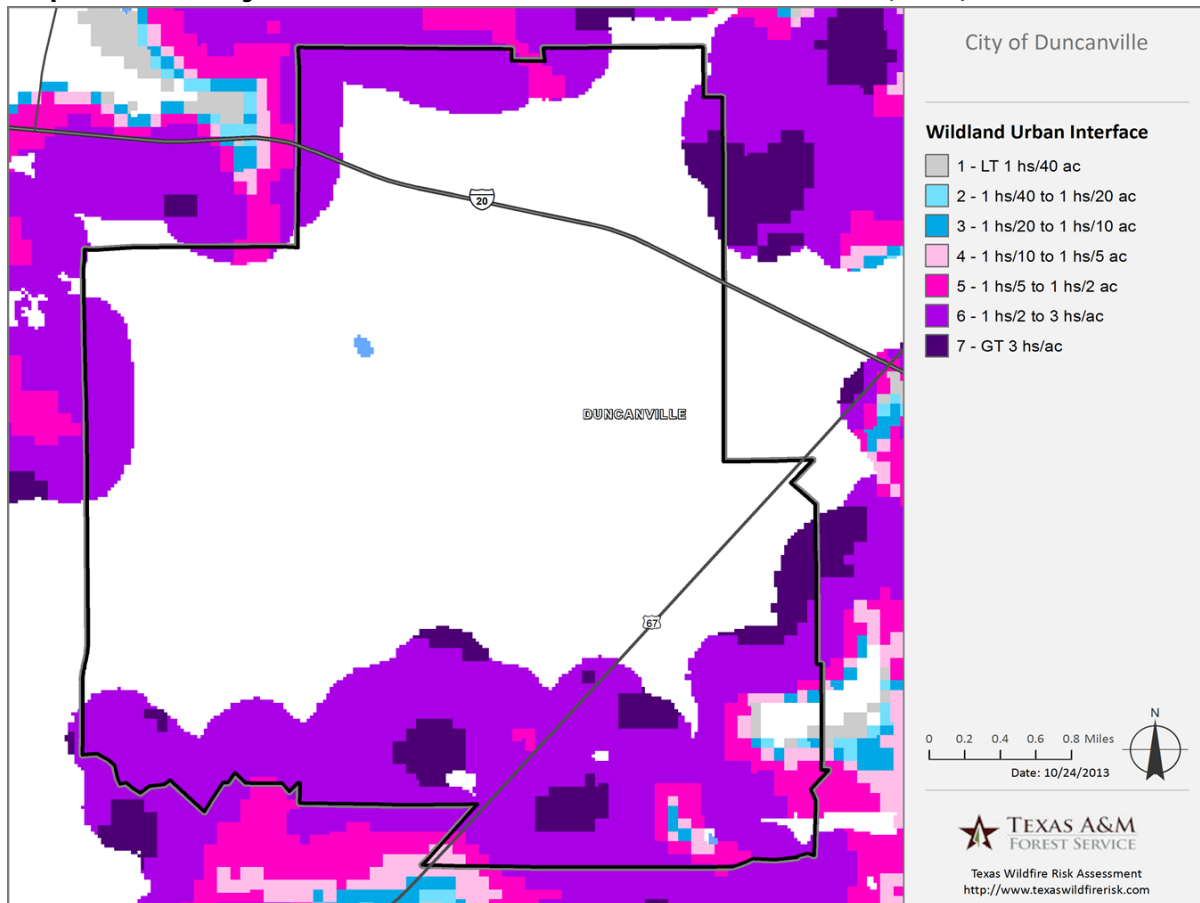 City of Duncanville
Wildland Urban Interface
1 - LT 1 hs/40 ac
2 - 1 hs/40 to 1 hs/20 ac
3 - 1 hs/20 to 1 hs/10 ac
4 - 1 hs/10 to 1 hs/5 ac
5 - 1 hs/5 to 1 hs/2 ac
6 - 1 hs/2 to 3 hs/ac
7 - GT 3 hs/ac
20
DUNCANVILLE
67
N
0 0.2 0.4 0.6 0.8 Miles
Date: 10/24/2013
TEXAS A&M
FOREST SERVICE
Texas Wildfire Risk Assessment
http://www.texaswildfirerisk.com